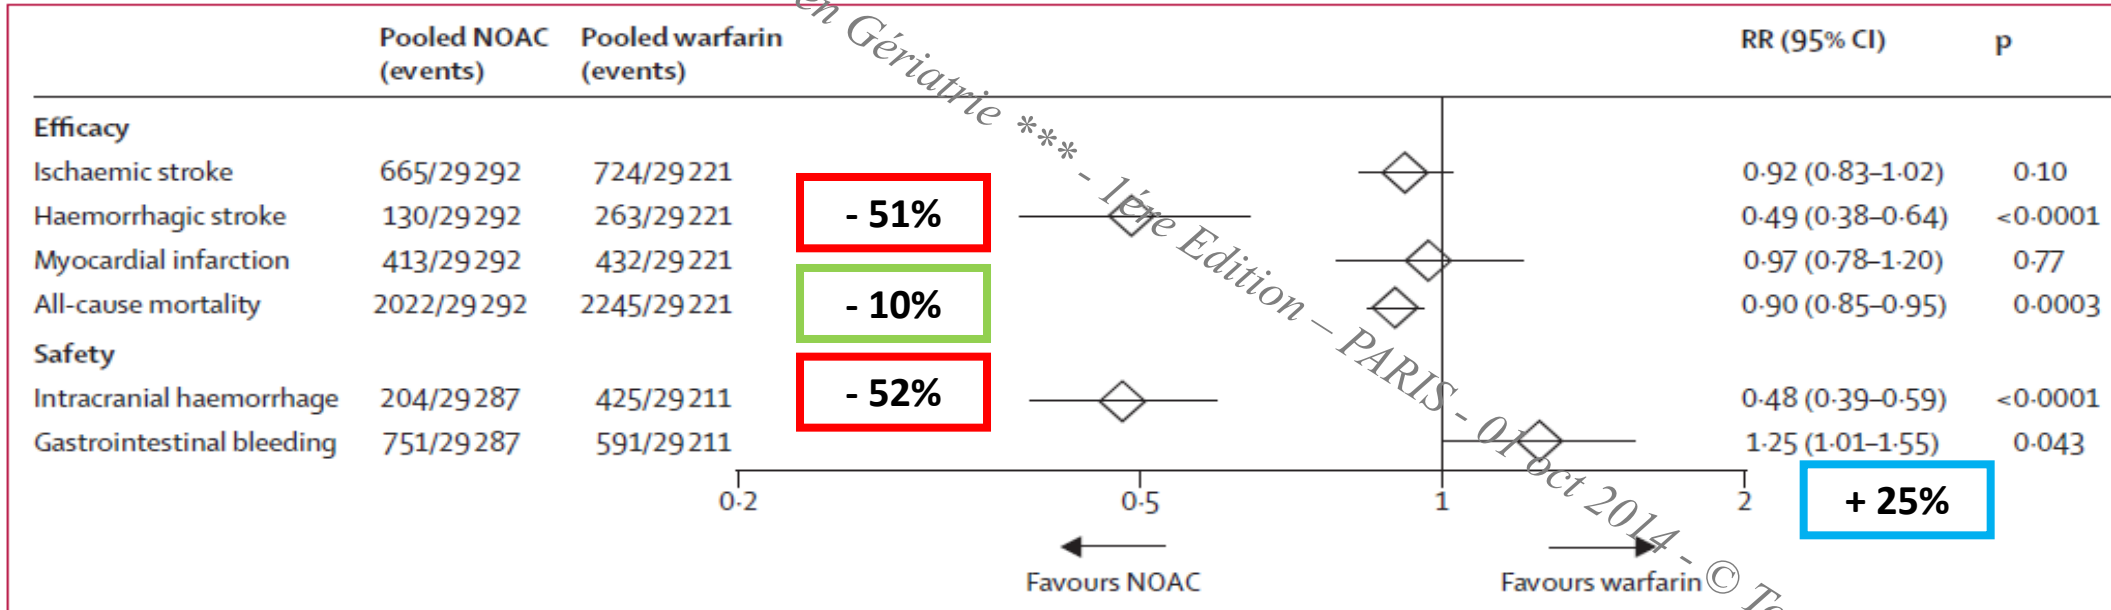 Pooled NOAC (events) Pooled warfarin (events) RR (95% CI) p
Efficacy
Ischaemic stroke 665/29292 724/29221 0·92 (0·83–1·02) 0·10
Haemorrhagic stroke 130/29292 263/29221 - 51% 0·49 (0·38–0·64) <0·0001
Myocardial infarction 413/29292 432/29221 0·97 (0·78–1·20) 0·77
All-cause mortality 2022/29292 2245/29221 - 10% 0·90 (0·85–0·95) 0·0003
Safety
Intracranial haemorrhage 204/29287 425/29211 - 52% 0·48 (0·39–0·59) <0·0001
Gastrointestinal bleeding 751/29287 591/29211 1·25 (1·01–1·55) 0·043
0·2 0·5 1 2 + 25%
Favours NOAC Favours warfarin
en Gériatrie *** - 1ére Edition – PARIS - 01 oct 2014 - ©